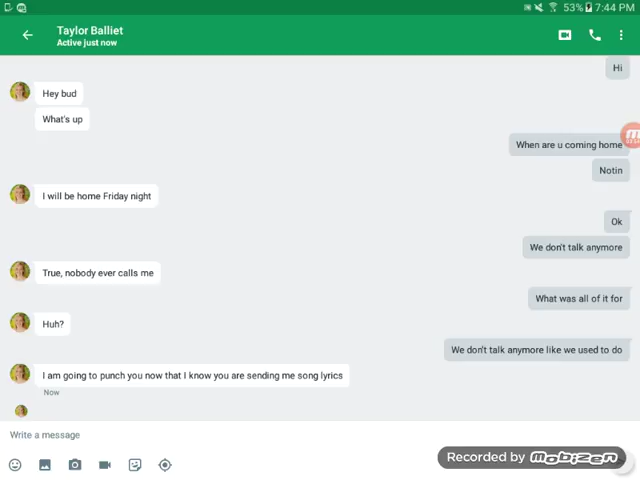 53% 7:44 PM
Taylor Balliet
Active just now
Hi
Hey bud
What's up
When are u coming home
Notin
I will be home Friday night
Ok
We don't talk anymore
True, nobody ever calls me
What was all of it for
Huh?
We don't talk anymore like we used to do
I am going to punch you now that I know you are sending me song lyrics
Now
Write a message
Recorded by mobizen